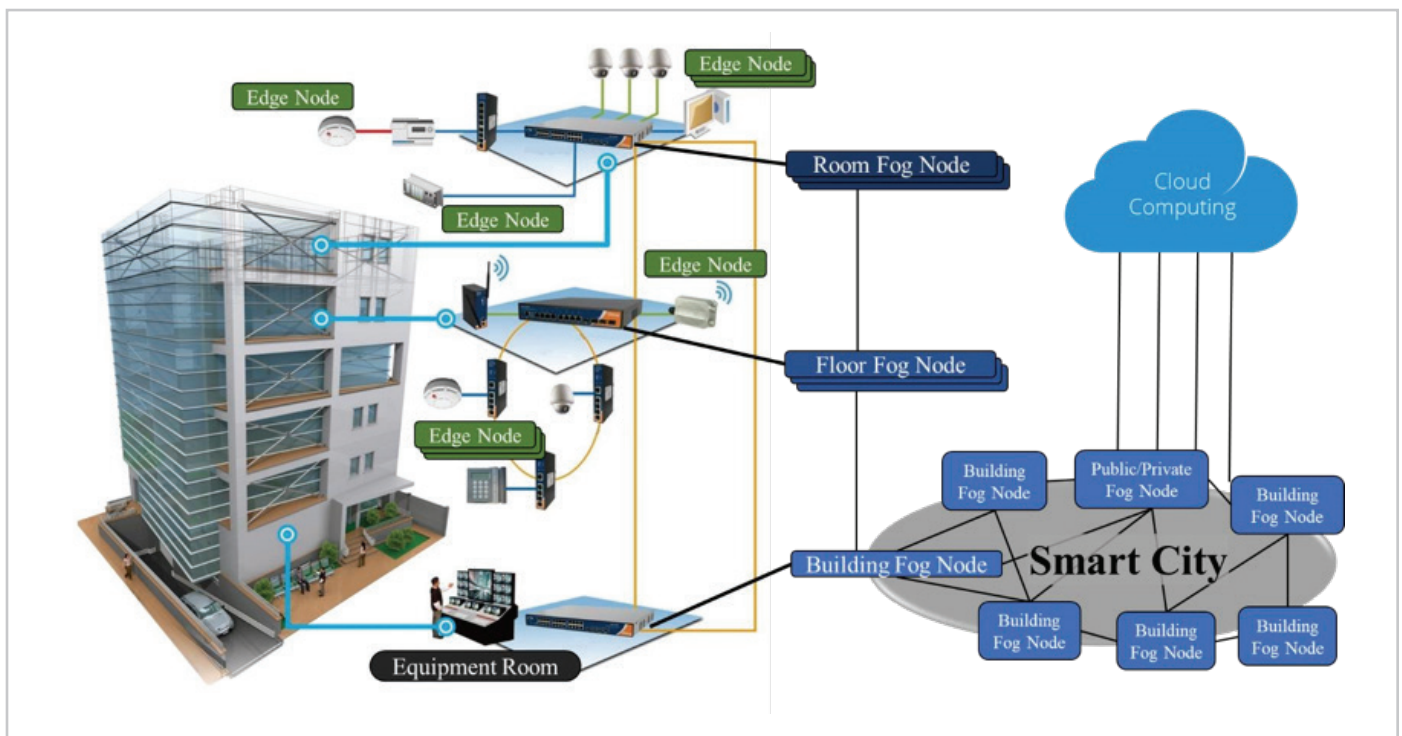 Edge Node
Edge Node
Edge Node
Edge Node
Edge Node
Equipment Room
Room Fog Node
Floor Fog Node
Building Fog Node
Cloud
Computing
Building
Fog Node
Public/Private
Fog Node
Building
Fog Node
Smart City
Building
Fog Node
Building
Fog Node
Building
Fog Node